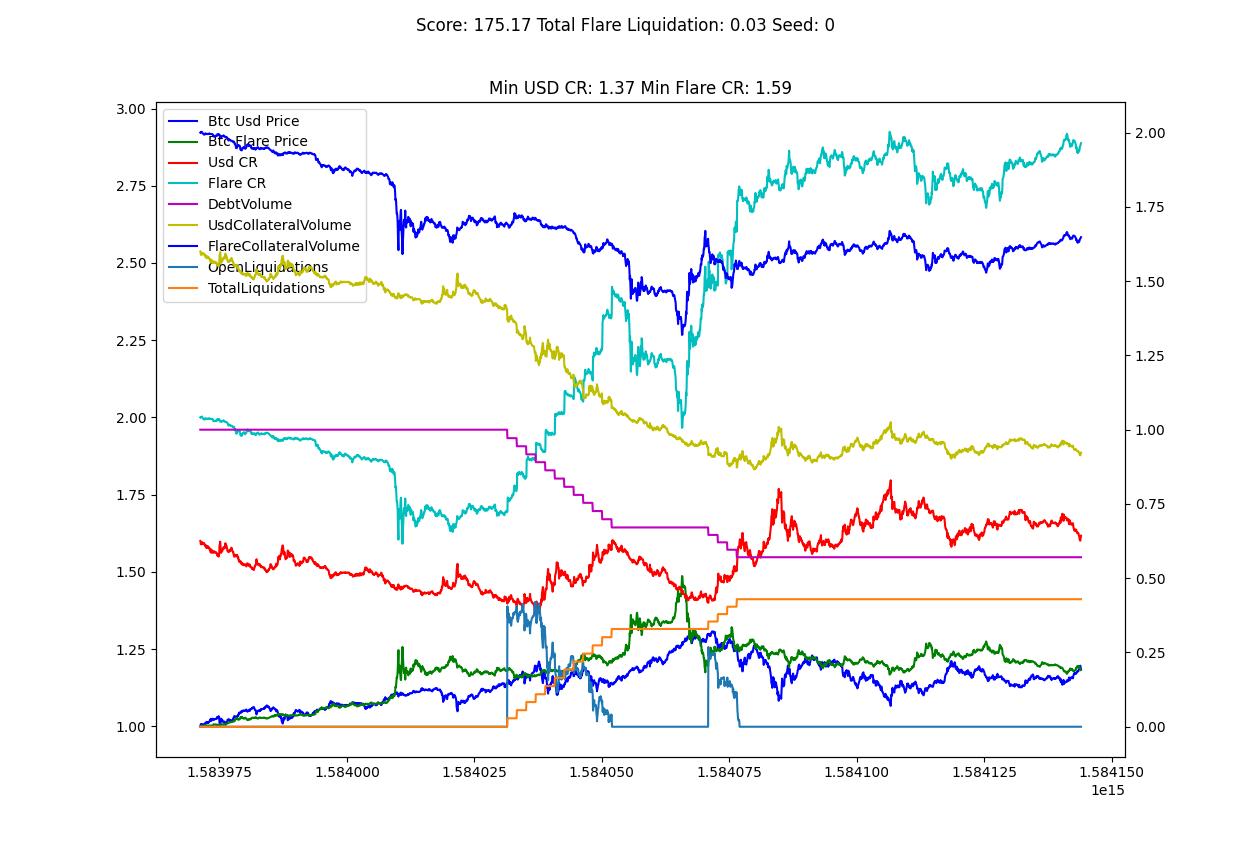 Score: 175.17 Total Flare Liquidation: 0.03 Seed: 0
Min USD CR: 1.37 Min Flare CR: 1.59
3.00
2.75
2.50
2.25
2.00
1.75
1.50
1.25
1.00
Btc Usd Price
Btc Flare Price
Usd CR
Flare CR
DebtVolume
UsdCollateralVolume
FlareCollateralVolume
OpenLiquidations
TotalLiquidations
2.00
1.75
1.50
1.25
1.00
0.75
0.50
0.25
0.00
1.583975 1.584000 1.584025 1.584050 1.584075 1.584100 1.584125 1.584150
1e15